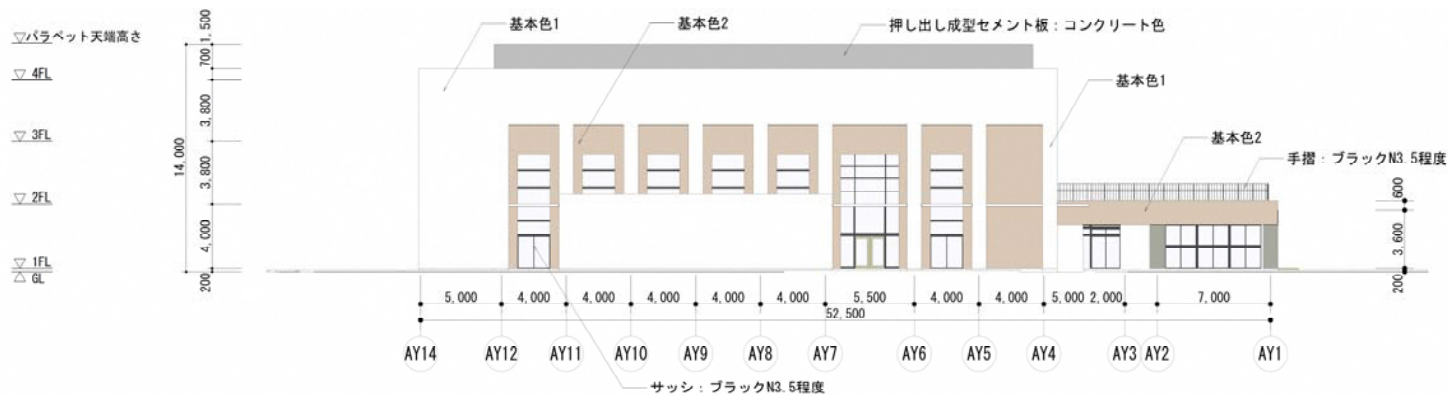 基本色1
基本色2
押し出し成型セメント板：コンクリート色
▽パラペット天端高さ
1,500
700
▽ 4FL
基本色1
3,800
▽ 3FL
基本色2
14,000
手摺：ブラックN3.5程度
3,800
▽ 2FL
600
4,000
3,600
▽ 1FL
△ GL
200
200
5,000 4,000 4,000 4,000 4,000 4,000 5,500 4,000 4,000 5,000 2,000 7,000
52,500
AY14 AY12 AY11 AY10 AY9 AY8 AY7 AY6 AY5 AY4 AY3 AY2 AY1
サッシ：ブラックN3.5程度